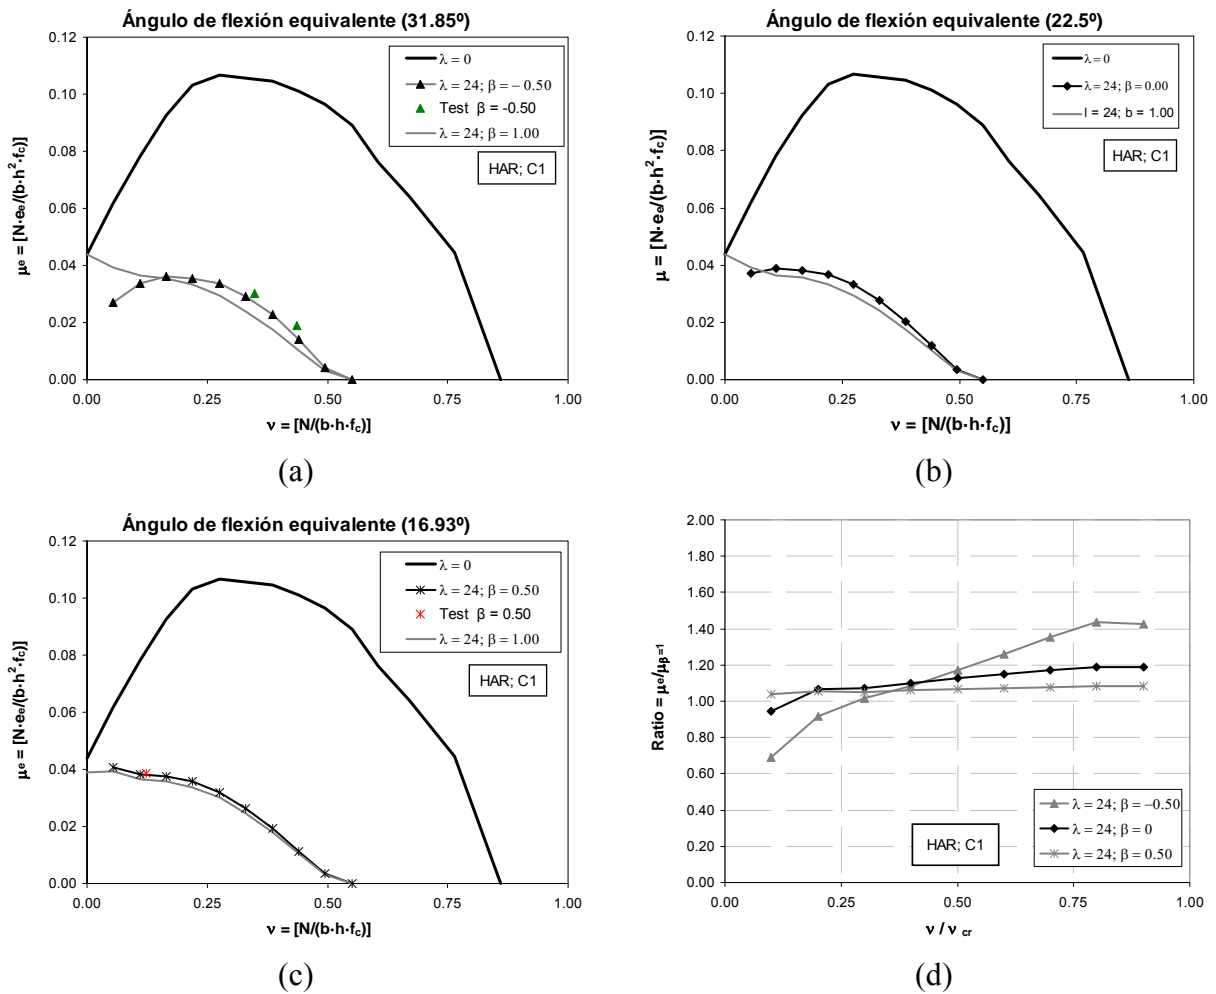 Ángulo de flexión equivalente (31.85º)
0.12
0.10
0.08
0.06
0.04
0.02
0.00
0.00 0.25 0.50 0.75 1.00
μe = [N·ee/(b·h²·fc)]
ν = [N/(b·h·fc)]
λ = 0
λ = 24; β = − 0.50
Test β = -0.50
λ = 24; β = 1.00
HAR; C1
(a)
Ángulo de flexión equivalente (22.5º)
0.12
0.10
0.08
0.06
0.04
0.02
0.00
0.00 0.25 0.50 0.75 1.00
μ = [N·ee/(b·h²·fc)]
ν = [N/(b·h·fc)]
λ = 0
λ = 24; β = 0.00
l = 24; b = 1.00
HAR; C1
(b)
Ángulo de flexión equivalente (16.93º)
0.12
0.10
0.08
0.06
0.04
0.02
0.00
0.00 0.25 0.50 0.75 1.00
μe = [N·ee/(b·h²·fc)]
ν = [N/(b·h·fc)]
λ = 0
λ = 24; β = 0.50
Test β = 0.50
λ = 24; β = 1.00
HAR; C1
(c)
2.00
1.80
1.60
1.40
1.20
1.00
0.80
0.60
0.40
0.20
0.00
0.00 0.25 0.50 0.75 1.00
Ratio = μe/μβ=1
ν / ν cr
λ = 24; β = −0.50
λ = 24; β = 0
λ = 24; β = 0.50
HAR; C1
(d)